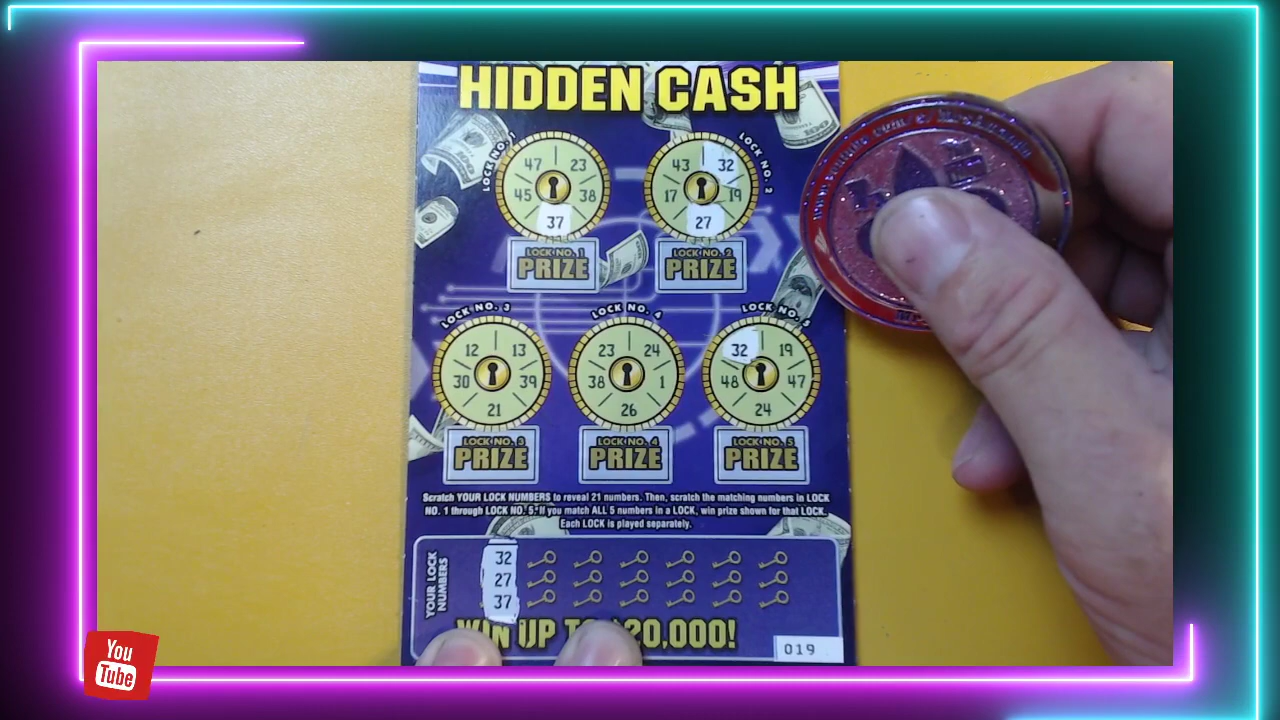 HIDDEN CASH
LOCK NO. 1
47 23
45 38
37
LOCK NO. 1
PRIZE
LOCK NO. 2
43 32
17 19
27
LOCK NO. 2
PRIZE
LOCK NO. 3
12 13
30 39
21
LOCK NO. 3
PRIZE
LOCK NO. 4
23 24
38 1
26
LOCK NO. 4
PRIZE
LOCK NO. 5
32 19
48 47
24
LOCK NO. 5
PRIZE
Scratch YOUR LOCK NUMBERS to reveal 21 numbers. Then, scratch the matching numbers in LOCK
NO. 1 through LOCK NO. 5. If you match ALL 5 numbers in a LOCK, win prize shown for that LOCK.
Each LOCK is played separately.
YOUR LOCK
NUMBERS
32
27
37
WIN UP TO $20,000!
019
You
Tube